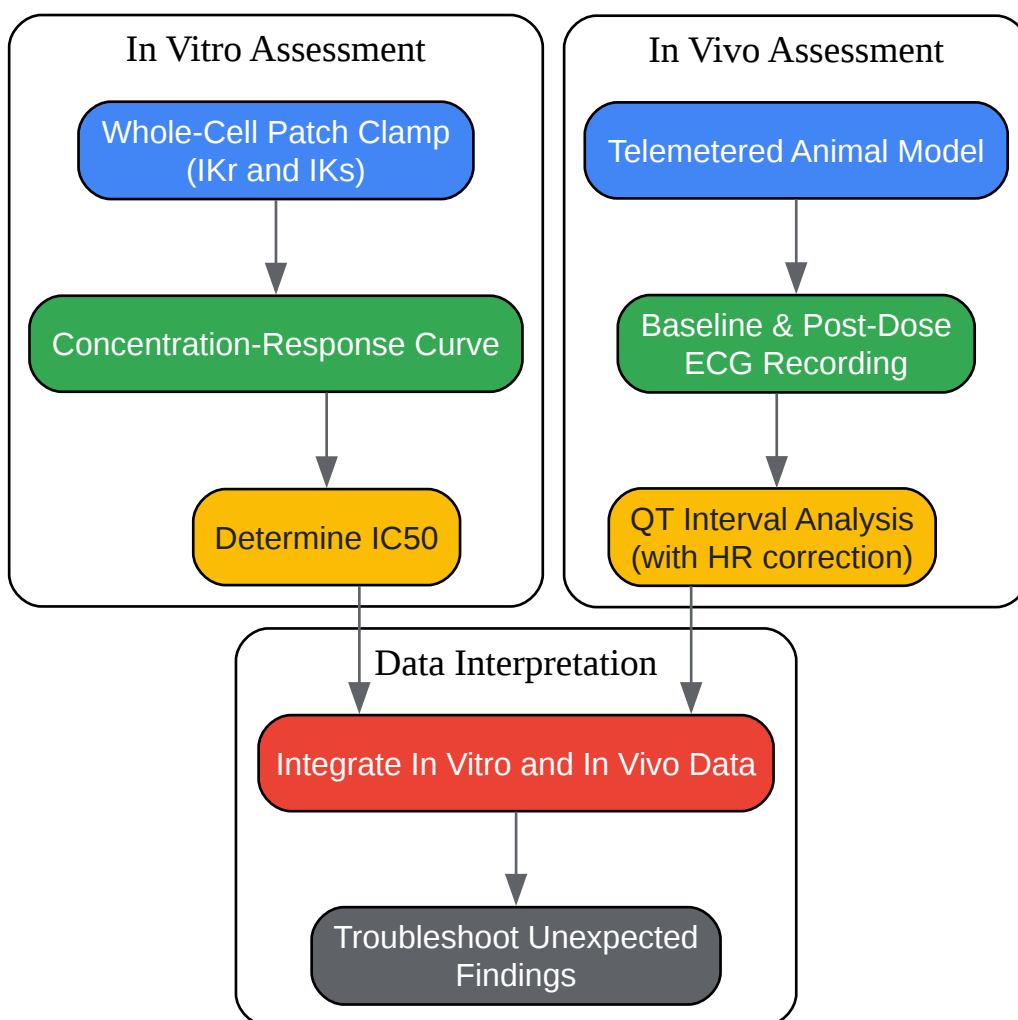 In Vitro Assessment
Whole-Cell Patch Clamp
(IKr and IKs)
Concentration-Response Curve
Determine IC50
In Vivo Assessment
Telemetered Animal Model
Baseline & Post-Dose
ECG Recording
QT Interval Analysis
(with HR correction)
Data Interpretation
Integrate In Vitro and In Vivo Data
Troubleshoot Unexpected
Findings